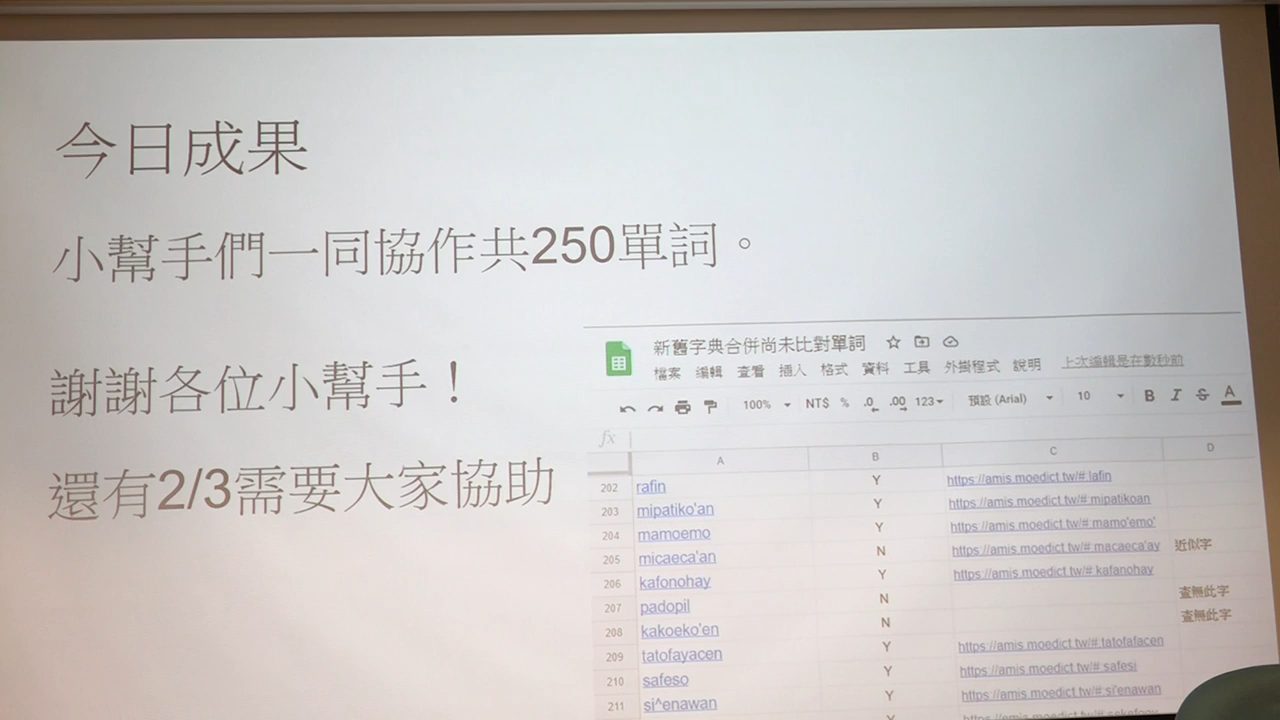 今日成果
小幫手們一同協作共250單詞。
謝謝各位小幫手！
還有2/3需要大家協助
新舊字典合併尚未比對單詞
檔案 編輯 查看 插入 格式 資料 工具 外掛程式 說明 上次編輯是在數秒前
100% NT$ % .0 .00 123 預設 (Arial) 10 B I S A
fx
A B C D
202 rafin Y https://amis.moedict.tw/#:lafin
203 mipatiko'an Y https://amis.moedict.tw/#:mipatikoan
204 mamoemo Y https://amis.moedict.tw/#:mamo'emo'
205 micaeca'an N https://amis.moedict.tw/#:macaeca'ay 近似字
206 kafonohay Y https://amis.moedict.tw/#:kafanohay
207 padopil N 查無此字
208 kakoeko'en N 查無此字
209 tatofayacen Y https://amis.moedict.tw/#:tatofafacen
210 safeso Y https://amis.moedict.tw/#:safesi
211 si^enawan Y https://amis.moedict.tw/#:si'enawan